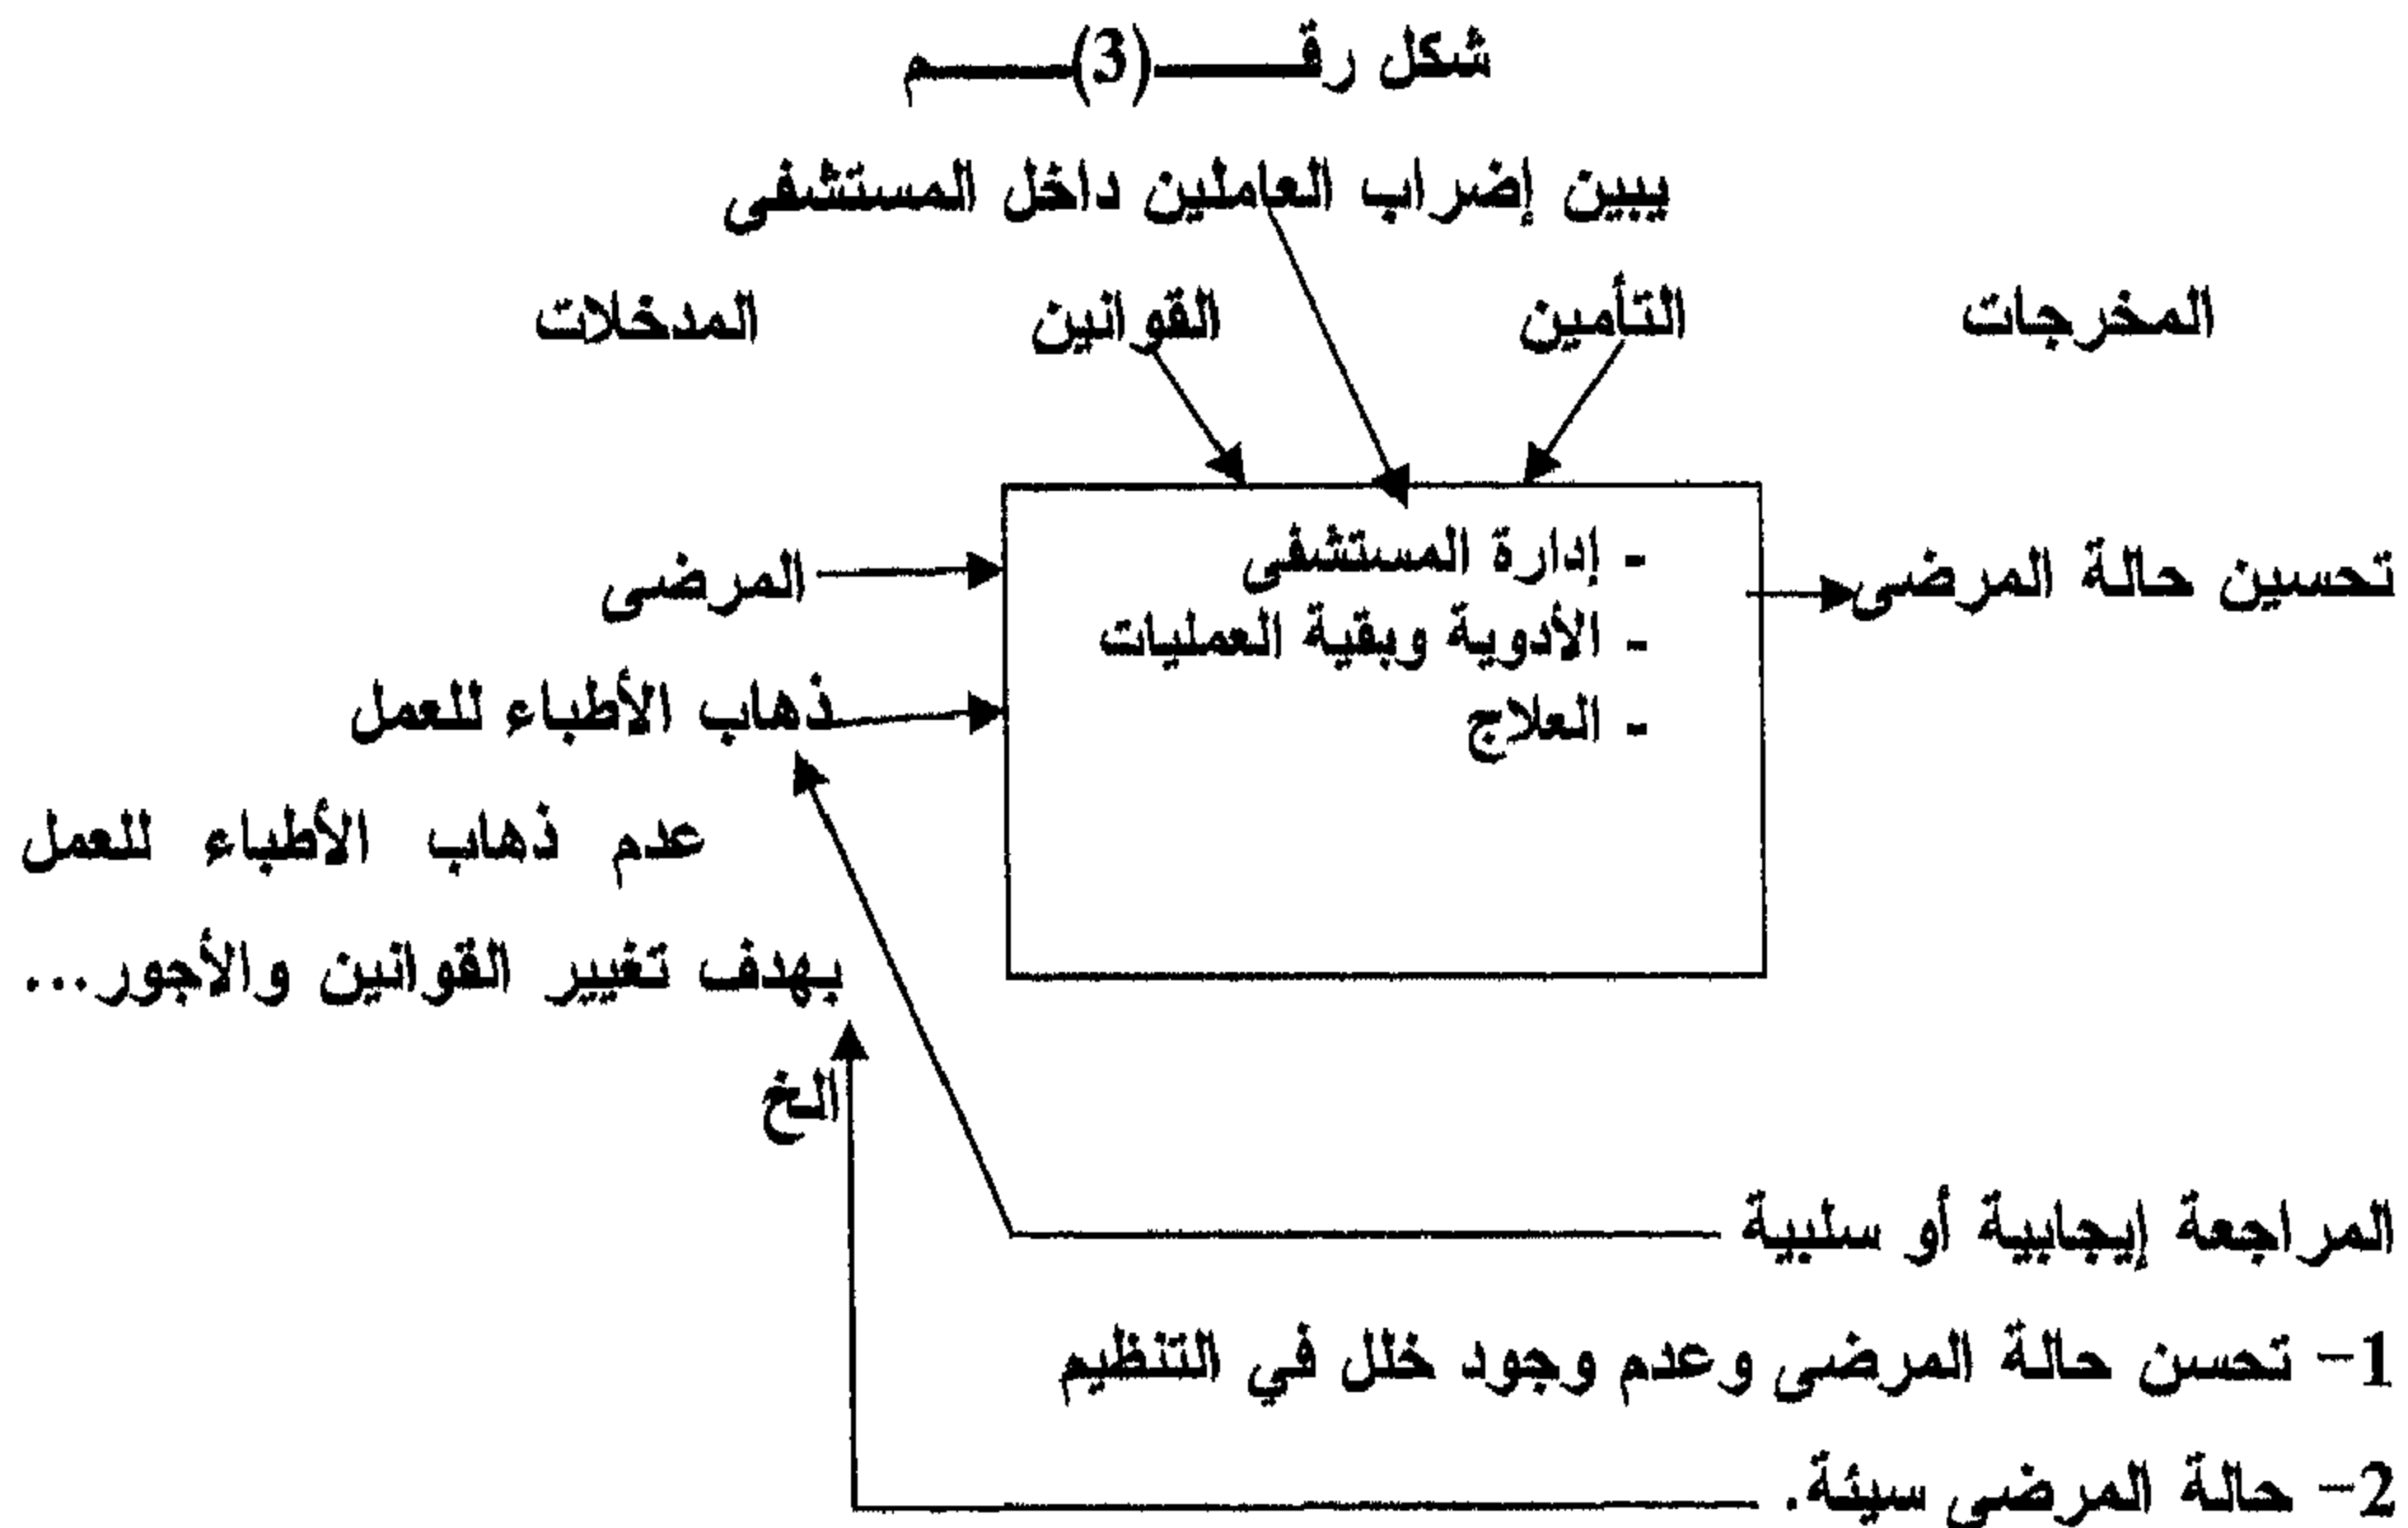 شكل رقـــــ(3)ـــــم
يبين إضراب العاملين داخل المستشفى
المخرجات التأمين القوانين المدخلات
- إدارة المستشفى
تحسين حالة المرضى
المرضى
- الأدوية وبقية العمليات
- العلاج
ذهاب الأطباء للعمل
عدم ذهاب الأطباء للعمل
بهدف تغيير القوانين والأجور...
الخ
المراجعة إيجابية أو سلبية
1- تحسن حالة المرضى وعدم وجود خلل في التنظيم
2- حالة المرضى سيئة.